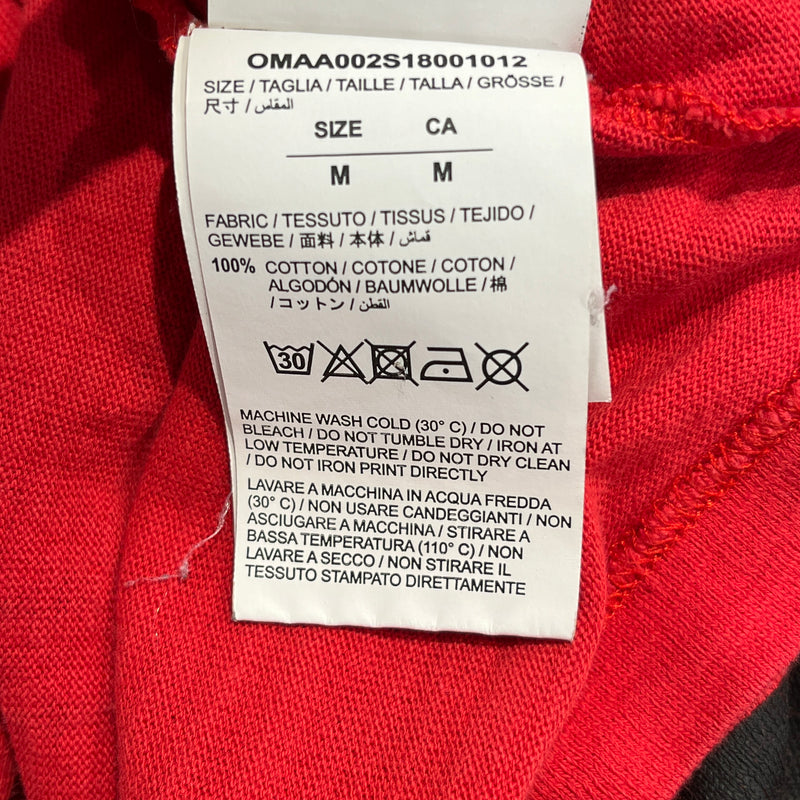 OMAA002S18001012
SIZE / TAGLIA / TAILLE / TALLA / GRÖSSE /
尺寸 / المقاس
SIZE CA
M M
FABRIC / TESSUTO / TISSUS / TEJIDO /
GEWEBE / 面料 / 本体 / قماش
100% COTTON / COTONE / COTON /
ALGODÓN / BAUMWOLLE / 棉
/ コットン / القطن
30
MACHINE WASH COLD (30° C) / DO NOT
BLEACH / DO NOT TUMBLE DRY / IRON AT
LOW TEMPERATURE / DO NOT DRY CLEAN
/ DO NOT IRON PRINT DIRECTLY
LAVARE A MACCHINA IN ACQUA FREDDA
(30° C) / NON USARE CANDEGGIANTI / NON
ASCIUGARE A MACCHINA / STIRARE A
BASSA TEMPERATURA (110° C) / NON
LAVARE A SECCO / NON STIRARE IL
TESSUTO STAMPATO DIRETTAMENTE